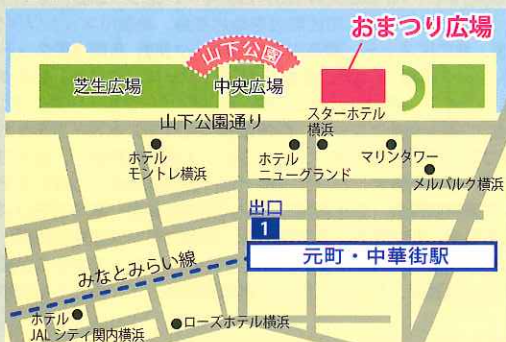 おまつり広場
山下公園
芝生広場
中央広場
山下公園通り
スターホテル
横浜
ホテル
モントレ横浜
ホテル
ニューグランド
マリンタワー
メルパルク横浜
出口
1
元町・中華街駅
みなとみらい線
ホテル
JALシティ関内横浜
ローズホテル横浜